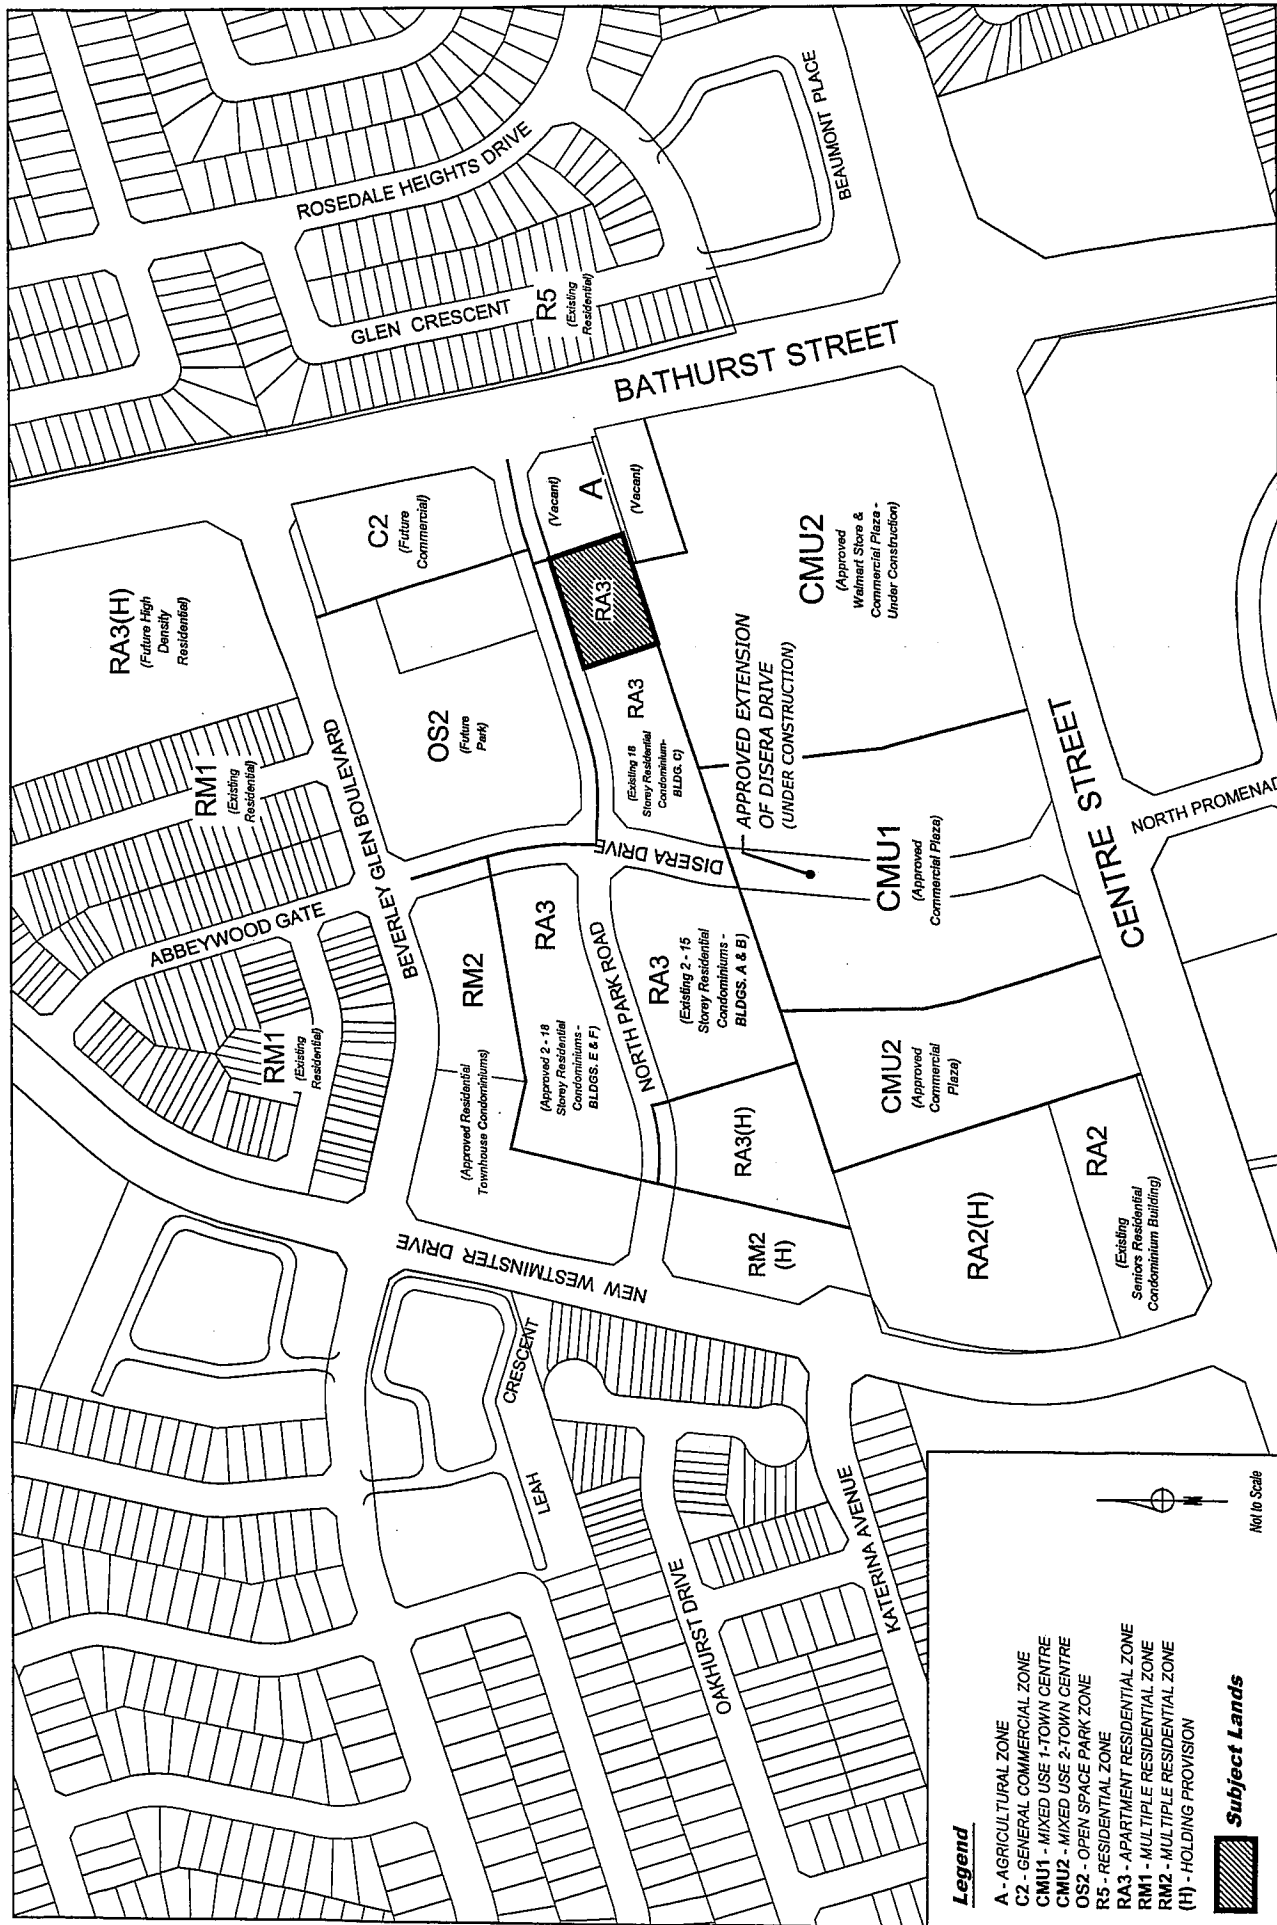 ROSEDALE HEIGHTS DRIVE
BEAUMONT PLACE
GLEN CRESCENT
R5
(Existing
Residential)
BATHURST STREET
RA3(H)
(Future High
Density
Residential)
C2
(Future
Commercial)
(Vacant)
A
(Vacant)
RA3
CMU2
(Approved
Walmart Store &
Commercial Plaza -
Under Construction)
RM1
(Existing
Residential)
BEVERLEY GLEN BOULEVARD
OS2
(Future
Park)
RA3
(Existing 18
Storey Residential
Condominium-
BLDG. C)
APPROVED EXTENSION
OF DISERA DRIVE
(UNDER CONSTRUCTION)
DISERA DRIVE
CENTRE STREET
NORTH PROMENAD
ABBEYWOOD GATE
CMU1
(Approved
Commercial Plaza)
RM2
(Approved Residential
Townhouse Condominiums)
RA3
(Approved 2 - 18
Storey Residential
Condominiums -
BLDGS. E & F)
NORTH PARK ROAD
RA3
(Existing 2 - 15
Storey Residential
Condominiums -
BLDGS. A & B)
RM1
(Existing
Residential)
CMU2
(Approved
Commercial
Plaza)
RA3(H)
RA2
(Existing
Seniors Residential
Condominium Building)
RA2(H)
RM2
(H)
NEW WESTMINSTER DRIVE
LEAH
CRESCENT
OAKHURST DRIVE
KATERINA AVENUE
Legend
A - AGRICULTURAL ZONE
C2 - GENERAL COMMERCIAL ZONE
CMU1 - MIXED USE 1-TOWN CENTRE
CMU2 - MIXED USE 2-TOWN CENTRE
OS2 - OPEN SPACE PARK ZONE
R5 - RESIDENTIAL ZONE
RA3 - APARTMENT RESIDENTIAL ZONE
RM1 - MULTIPLE RESIDENTIAL ZONE
RM2 - MULTIPLE RESIDENTIAL ZONE
(H) - HOLDING PROVISION
Subject Lands
N
Not to Scale